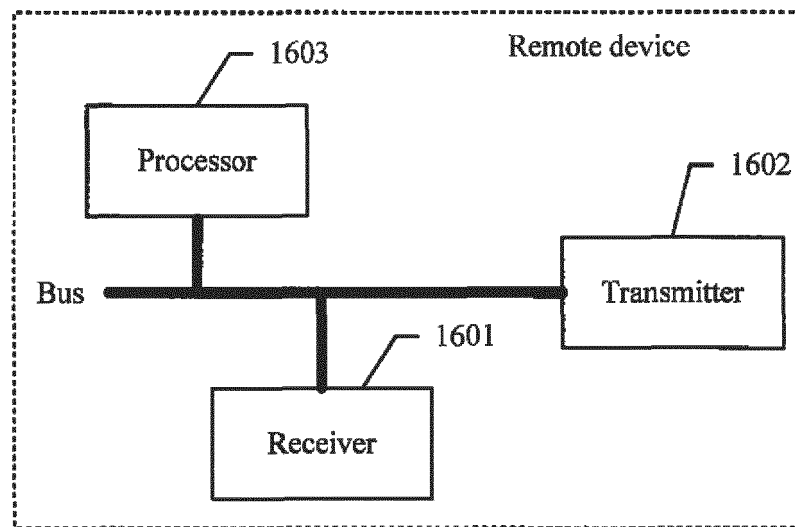 Remote device
1603
Processor
1602
Bus
Transmitter
1601
Receiver